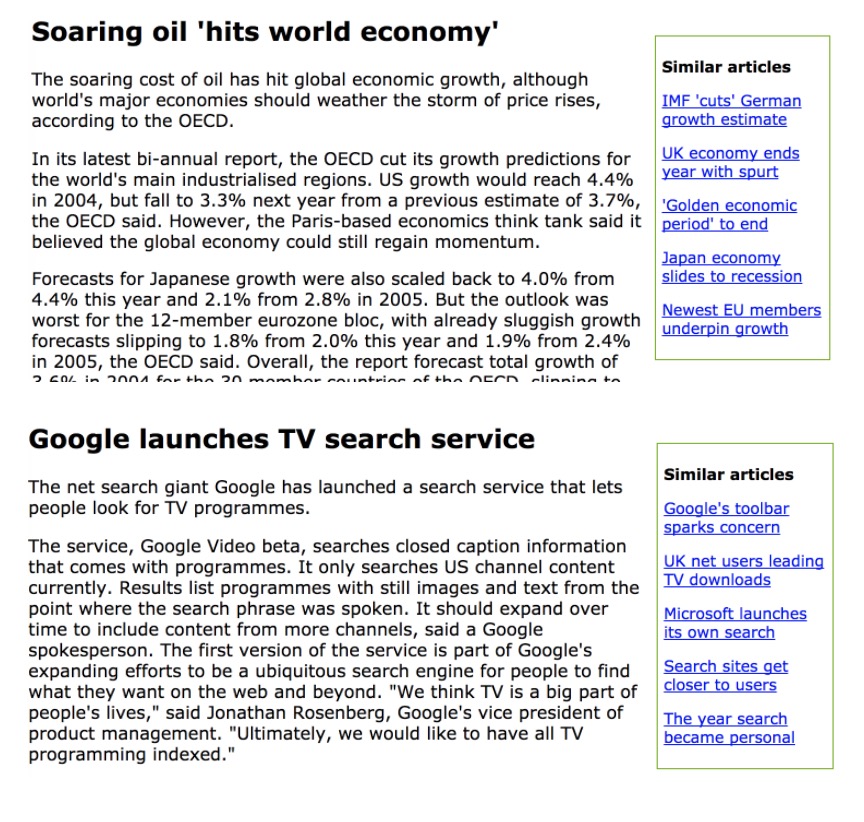 Soaring oil 'hits world economy'
The soaring cost of oil has hit global economic growth, although
world's major economies should weather the storm of price rises,
according to the OECD.
In its latest bi-annual report, the OECD cut its growth predictions for
the world's main industrialised regions. US growth would reach 4.4%
in 2004, but fall to 3.3% next year from a previous estimate of 3.7%,
the OECD said. However, the Paris-based economics think tank said it
believed the global economy could still regain momentum.
Forecasts for Japanese growth were also scaled back to 4.0% from
4.4% this year and 2.1% from 2.8% in 2005. But the outlook was
worst for the 12-member eurozone bloc, with already sluggish growth
forecasts slipping to 1.8% from 2.0% this year and 1.9% from 2.4%
in 2005, the OECD said. Overall, the report forecast total growth of
3.6% in 2004 for the 30 member countries of the OECD, slipping to
Similar articles
IMF 'cuts' German
growth estimate
UK economy ends
year with spurt
'Golden economic
period' to end
Japan economy
slides to recession
Newest EU members
underpin growth
Google launches TV search service
The net search giant Google has launched a search service that lets
people look for TV programmes.
The service, Google Video beta, searches closed caption information
that comes with programmes. It only searches US channel content
currently. Results list programmes with still images and text from the
point where the search phrase was spoken. It should expand over
time to include content from more channels, said a Google
spokesperson. The first version of the service is part of Google's
expanding efforts to be a ubiquitous search engine for people to find
what they want on the web and beyond. "We think TV is a big part of
people's lives," said Jonathan Rosenberg, Google's vice president of
product management. "Ultimately, we would like to have all TV
programming indexed."
Similar articles
Google's toolbar
sparks concern
UK net users leading
TV downloads
Microsoft launches
its own search
Search sites get
closer to users
The year search
became personal